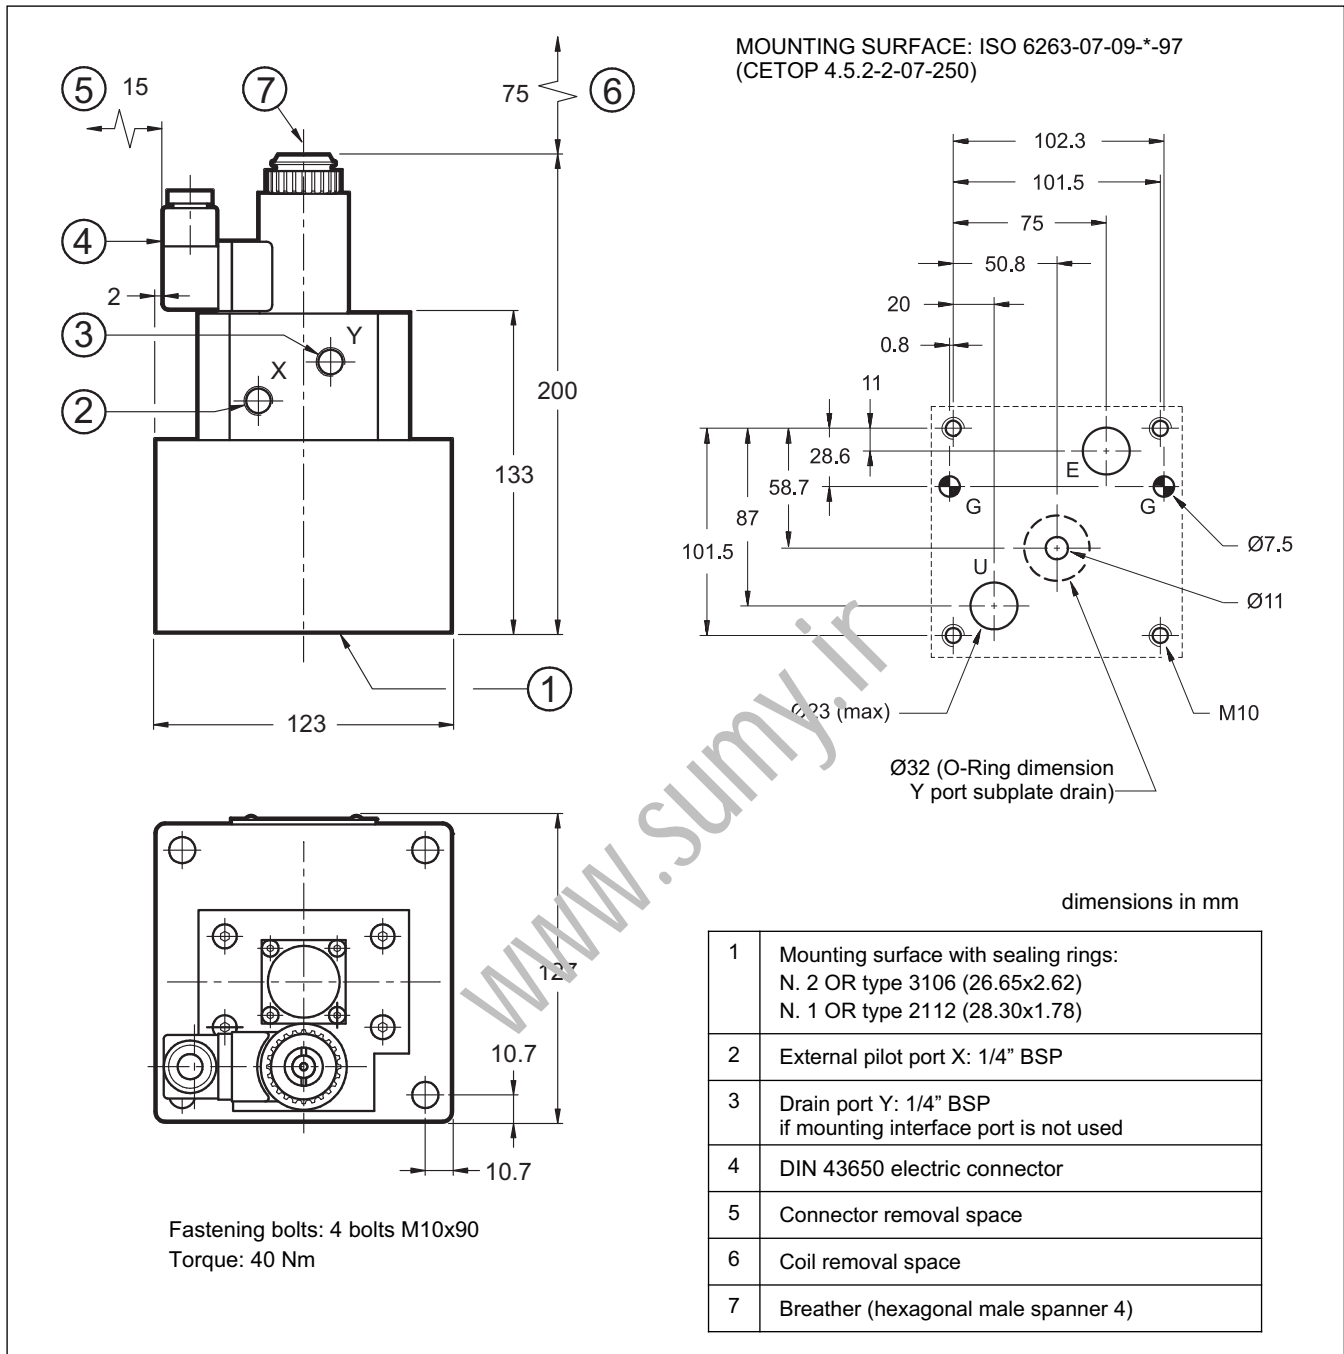 MOUNTING SURFACE: ISO 6263-07-09-*-97
(CETOP 4.5.2-2-07-250)
5
15
7
75
6
4
2
3
Y
X
2
200
133
1
123
102.3
101.5
75
50.8
20
0.8
11
28.6
58.7
87
101.5
E
G
G
U
Ø7.5
Ø11
M10
Ø23 (max)
Ø32 (O-Ring dimension
Y port subplate drain)
www.sumy.ir
127
10.7
10.7
Fastening bolts: 4 bolts M10x90
Torque: 40 Nm
dimensions in mm
1 Mounting surface with sealing rings:
N. 2 OR type 3106 (26.65x2.62)
N. 1 OR type 2112 (28.30x1.78)
2 External pilot port X: 1/4” BSP
3 Drain port Y: 1/4” BSP
if mounting interface port is not used
4 DIN 43650 electric connector
5 Connector removal space
6 Coil removal space
7 Breather (hexagonal male spanner 4)